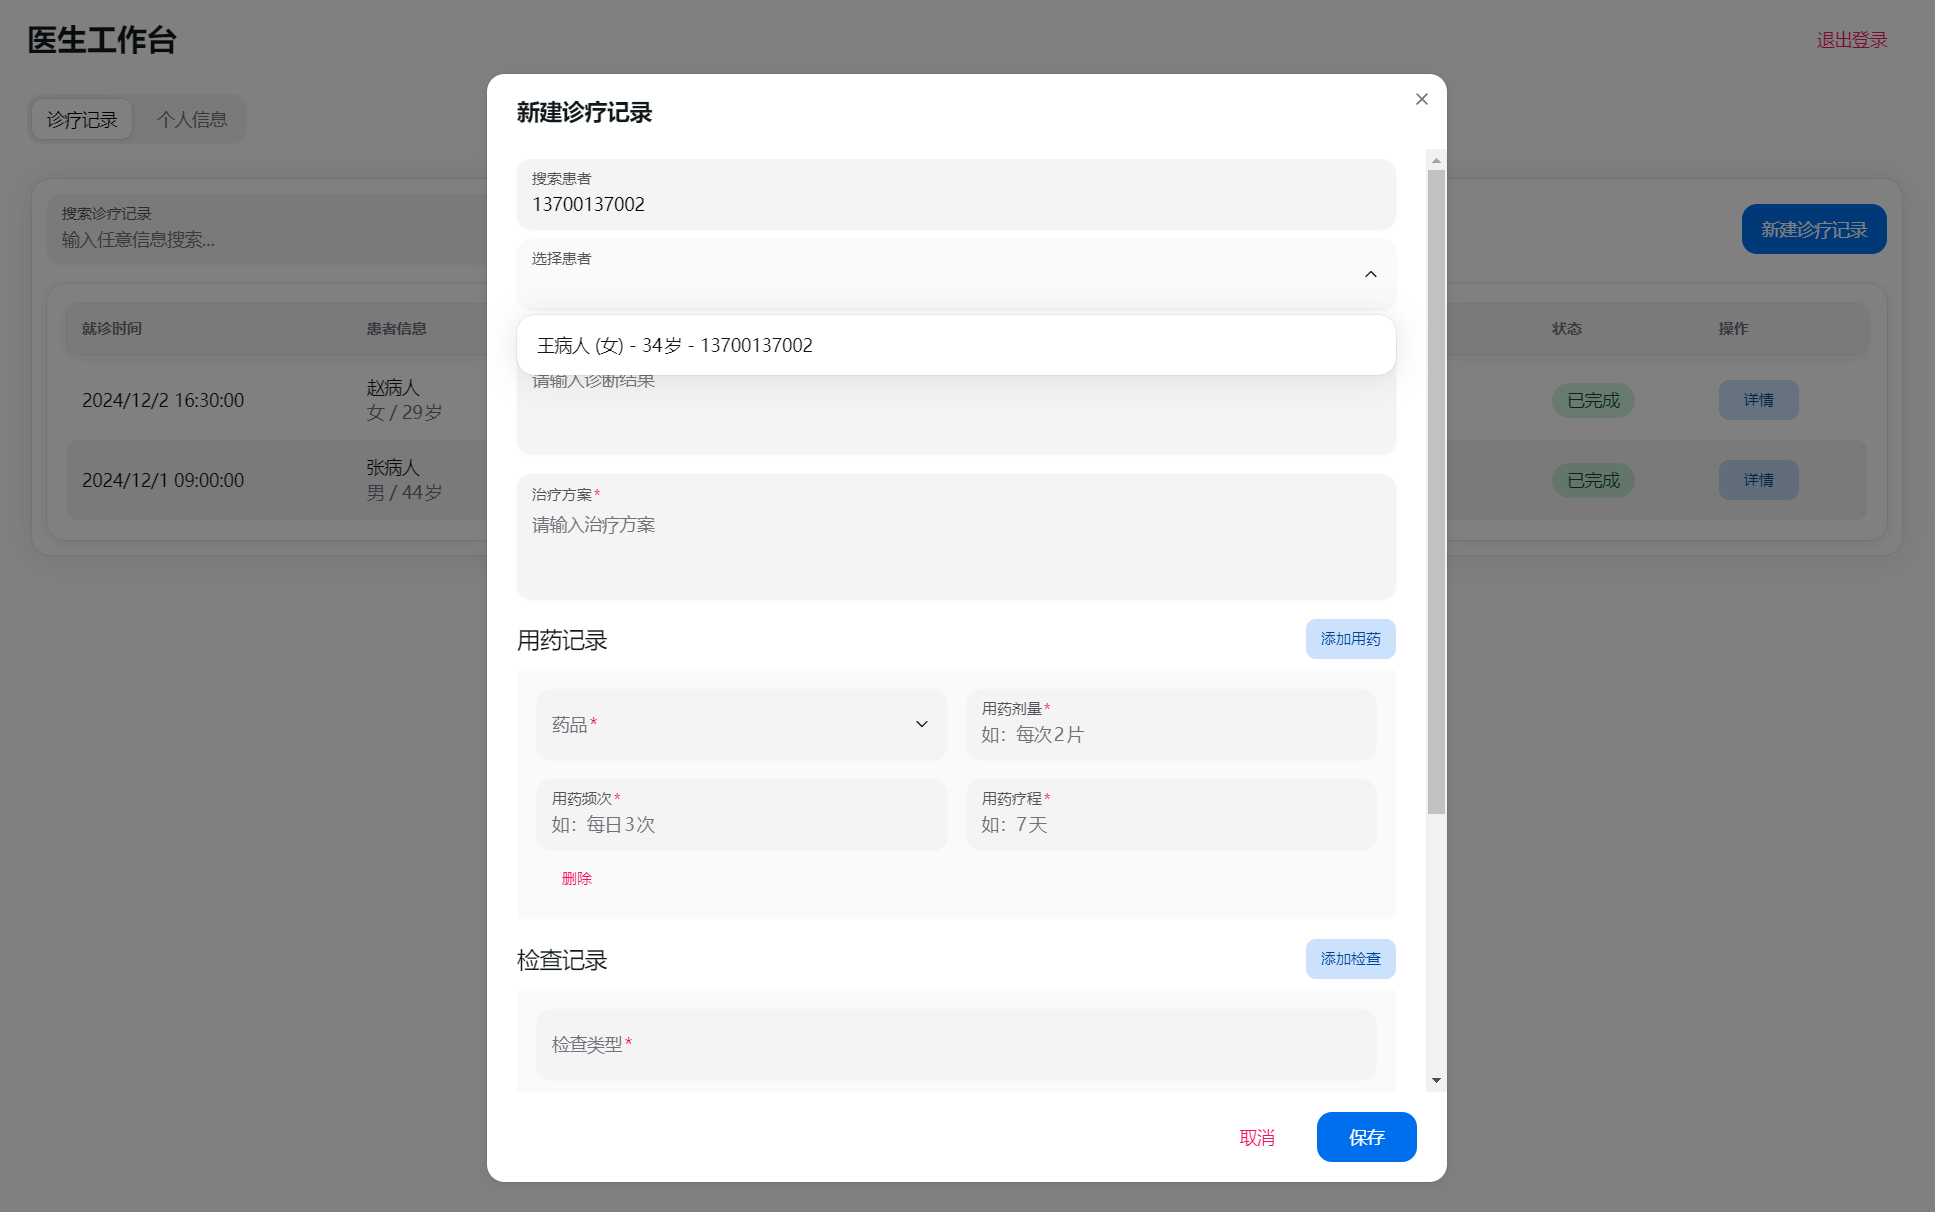 医生工作台
退出登录
诊疗记录
个人信息
搜索诊疗记录
输入任意信息搜索...
新建诊疗记录
就诊时间
患者信息
状态
操作
2024/12/2 16:30:00
赵病人
女 / 29岁
已完成
详情
2024/12/1 09:00:00
张病人
男 / 44岁
已完成
详情
新建诊疗记录
搜索患者
13700137002
选择患者
王病人 (女) - 34岁 - 13700137002
请输入诊断结果
治疗方案*
请输入治疗方案
用药记录
添加用药
药品*
用药剂量*
如：每次2片
用药频次*
如：每日3次
用药疗程*
如：7天
删除
检查记录
添加检查
检查类型*
取消
保存